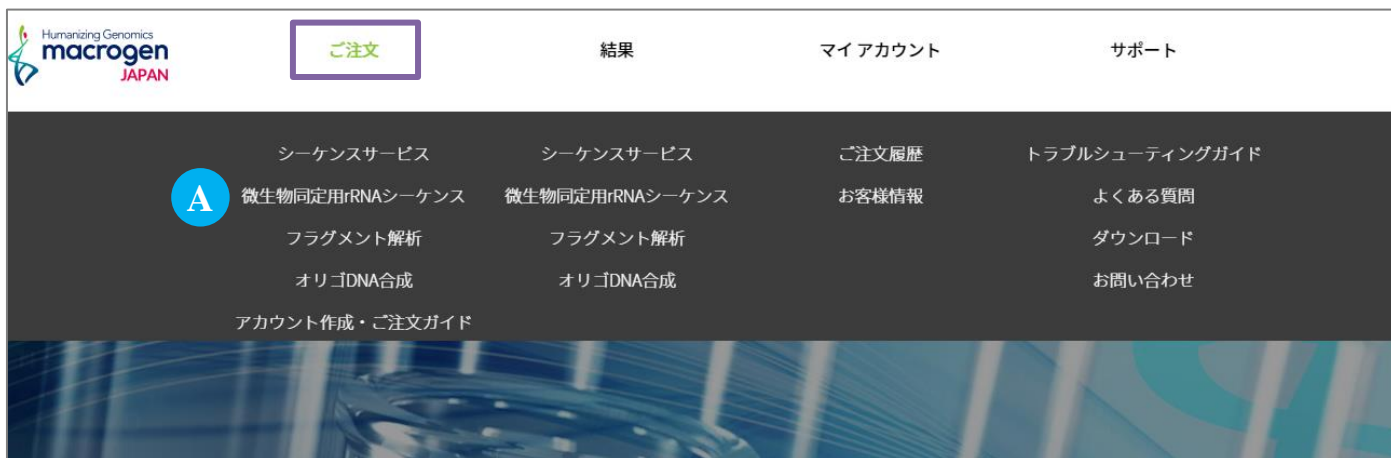 Humanizing Genomics
macrogen
JAPAN
ご注文
結果
マイ アカウント
サポート
シーケンスサービス
A 微生物同定用rRNAシーケンス
フラグメント解析
オリゴDNA合成
アカウント作成・ご注文ガイド
シーケンスサービス
微生物同定用rRNAシーケンス
フラグメント解析
オリゴDNA合成
ご注文履歴
お客様情報
トラブルシューティングガイド
よくある質問
ダウンロード
お問い合わせ